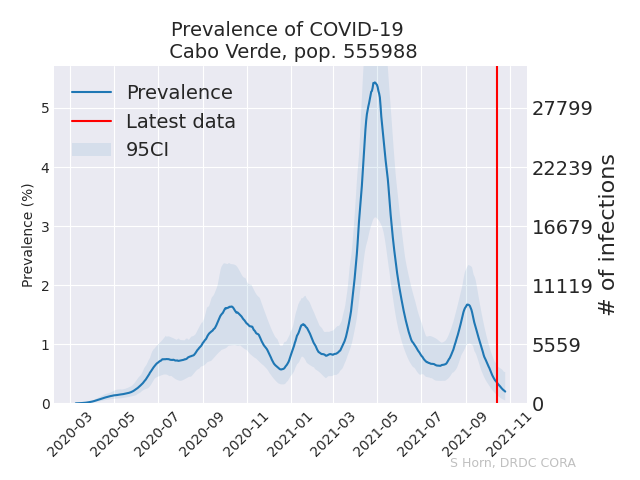 Prevalence of COVID-19
Cabo Verde, pop. 555988
Prevalence
Latest data
95CI
Prevalence (%)
5
4
3
2
1
0
27799
22239
16679
11119
5559
0
# of infections
2020-03
2020-05
2020-07
2020-09
2020-11
2021-01
2021-03
2021-05
2021-07
2021-09
2021-11
S Horn, DRDC CORA